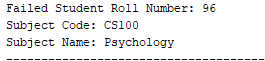 Failed Student Roll Number: 96
Subject Code: CS100
Subject Name: Psychology
------------------------------------